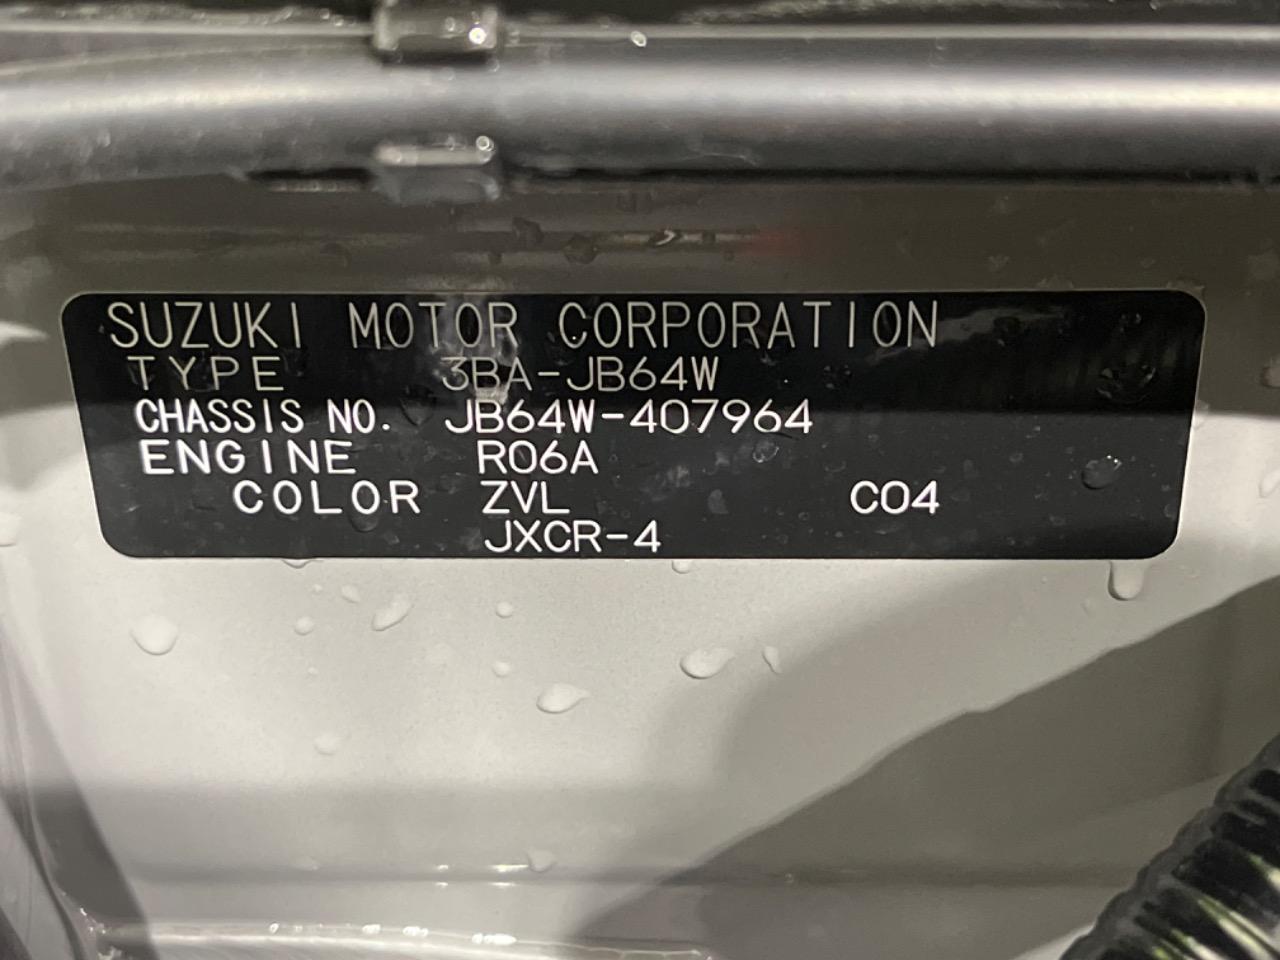 SUZUKI MOTOR CORPORATION
TYPE 3BA-JB64W
CHASSIS NO. JB64W-407964
ENGINE R06A
COLOR ZVL C04
JXCR-4